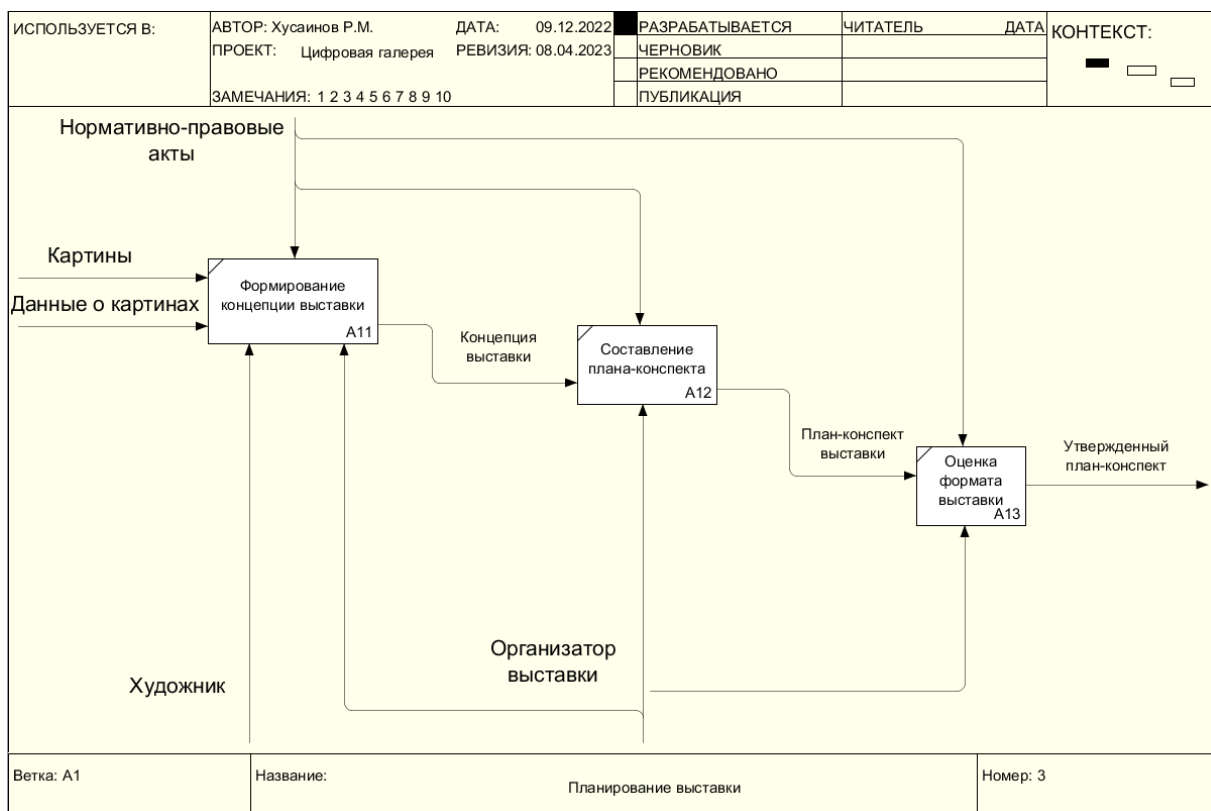 ИСПОЛЬЗУЕТСЯ В:
АВТОР: Хусаинов Р.М.
ДАТА: 09.12.2022
ПРОЕКТ: Цифровая галерея
РЕВИЗИЯ: 08.04.2023
ЗАМЕЧАНИЯ: 1 2 3 4 5 6 7 8 9 10
РАЗРАБАТЫВАЕТСЯ
ЧЕРНОВИК
РЕКОМЕНДОВАНО
ПУБЛИКАЦИЯ
ЧИТАТЕЛЬ
ДАТА
КОНТЕКСТ:
Нормативно-правовые
акты
Картины
Данные о картинах
Формирование
концепции выставки
A11
Концепция
выставки
Составление
плана-конспекта
A12
План-конспект
выставки
Оценка
формата
выставки
A13
Утвержденный
план-конспект
Организатор
выставки
Художник
Ветка: A1
Название:
Планирование выставки
Номер: 3